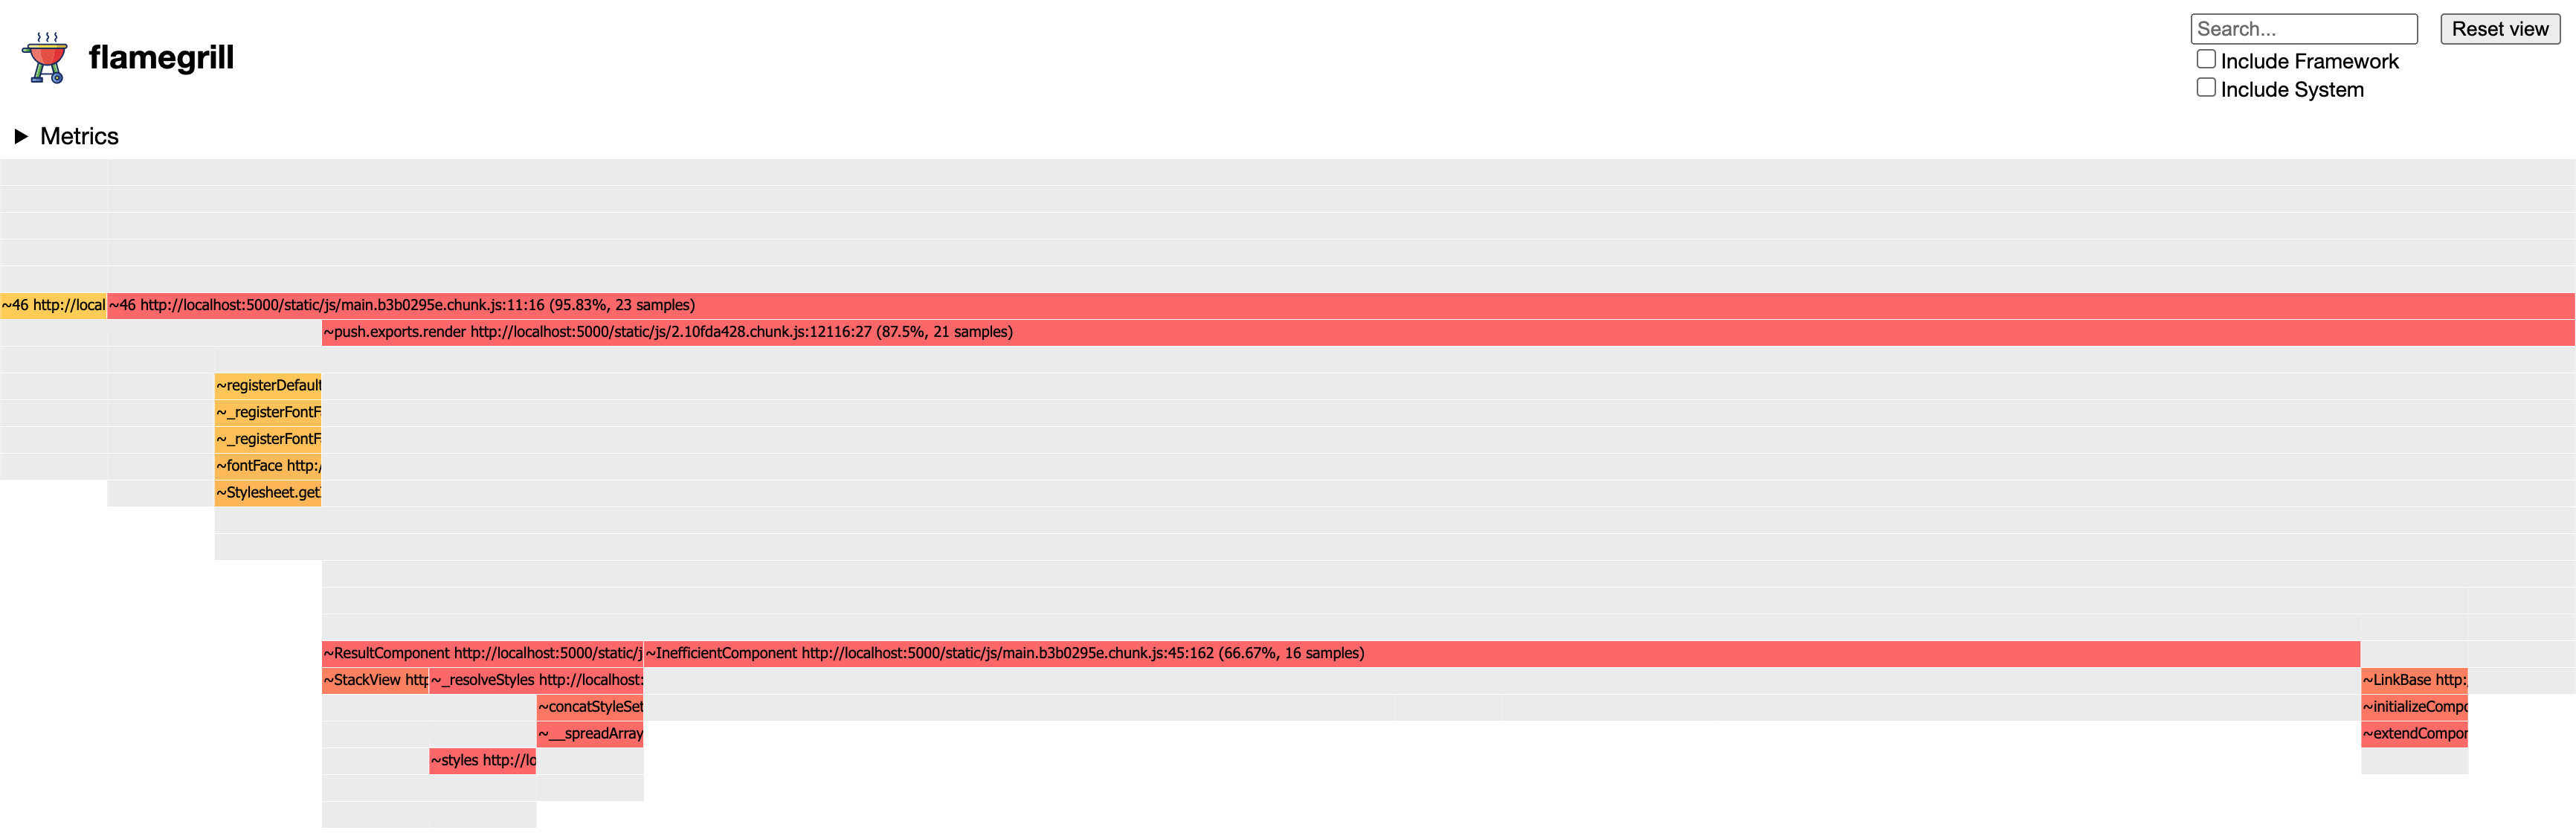 flamegrill
Search...
Reset view
Include Framework
Include System
▶ Metrics
~46 http://local
~46 http://localhost:5000/static/js/main.b3b0295e.chunk.js:11:16 (95.83%, 23 samples)
~push.exports.render http://localhost:5000/static/js/2.10fda428.chunk.js:12116:27 (87.5%, 21 samples)
~registerDefault
~_registerFontF
~_registerFontF
~fontFace http:/
~Stylesheet.get
~ResultComponent http://localhost:5000/static/j
~InefficientComponent http://localhost:5000/static/js/main.b3b0295e.chunk.js:45:162 (66.67%, 16 samples)
~StackView http
~_resolveStyles http://localhost:
~LinkBase http:
~concatStyleSet
~initializeCompo
~__spreadArray
~extendCompon
~styles http://lo